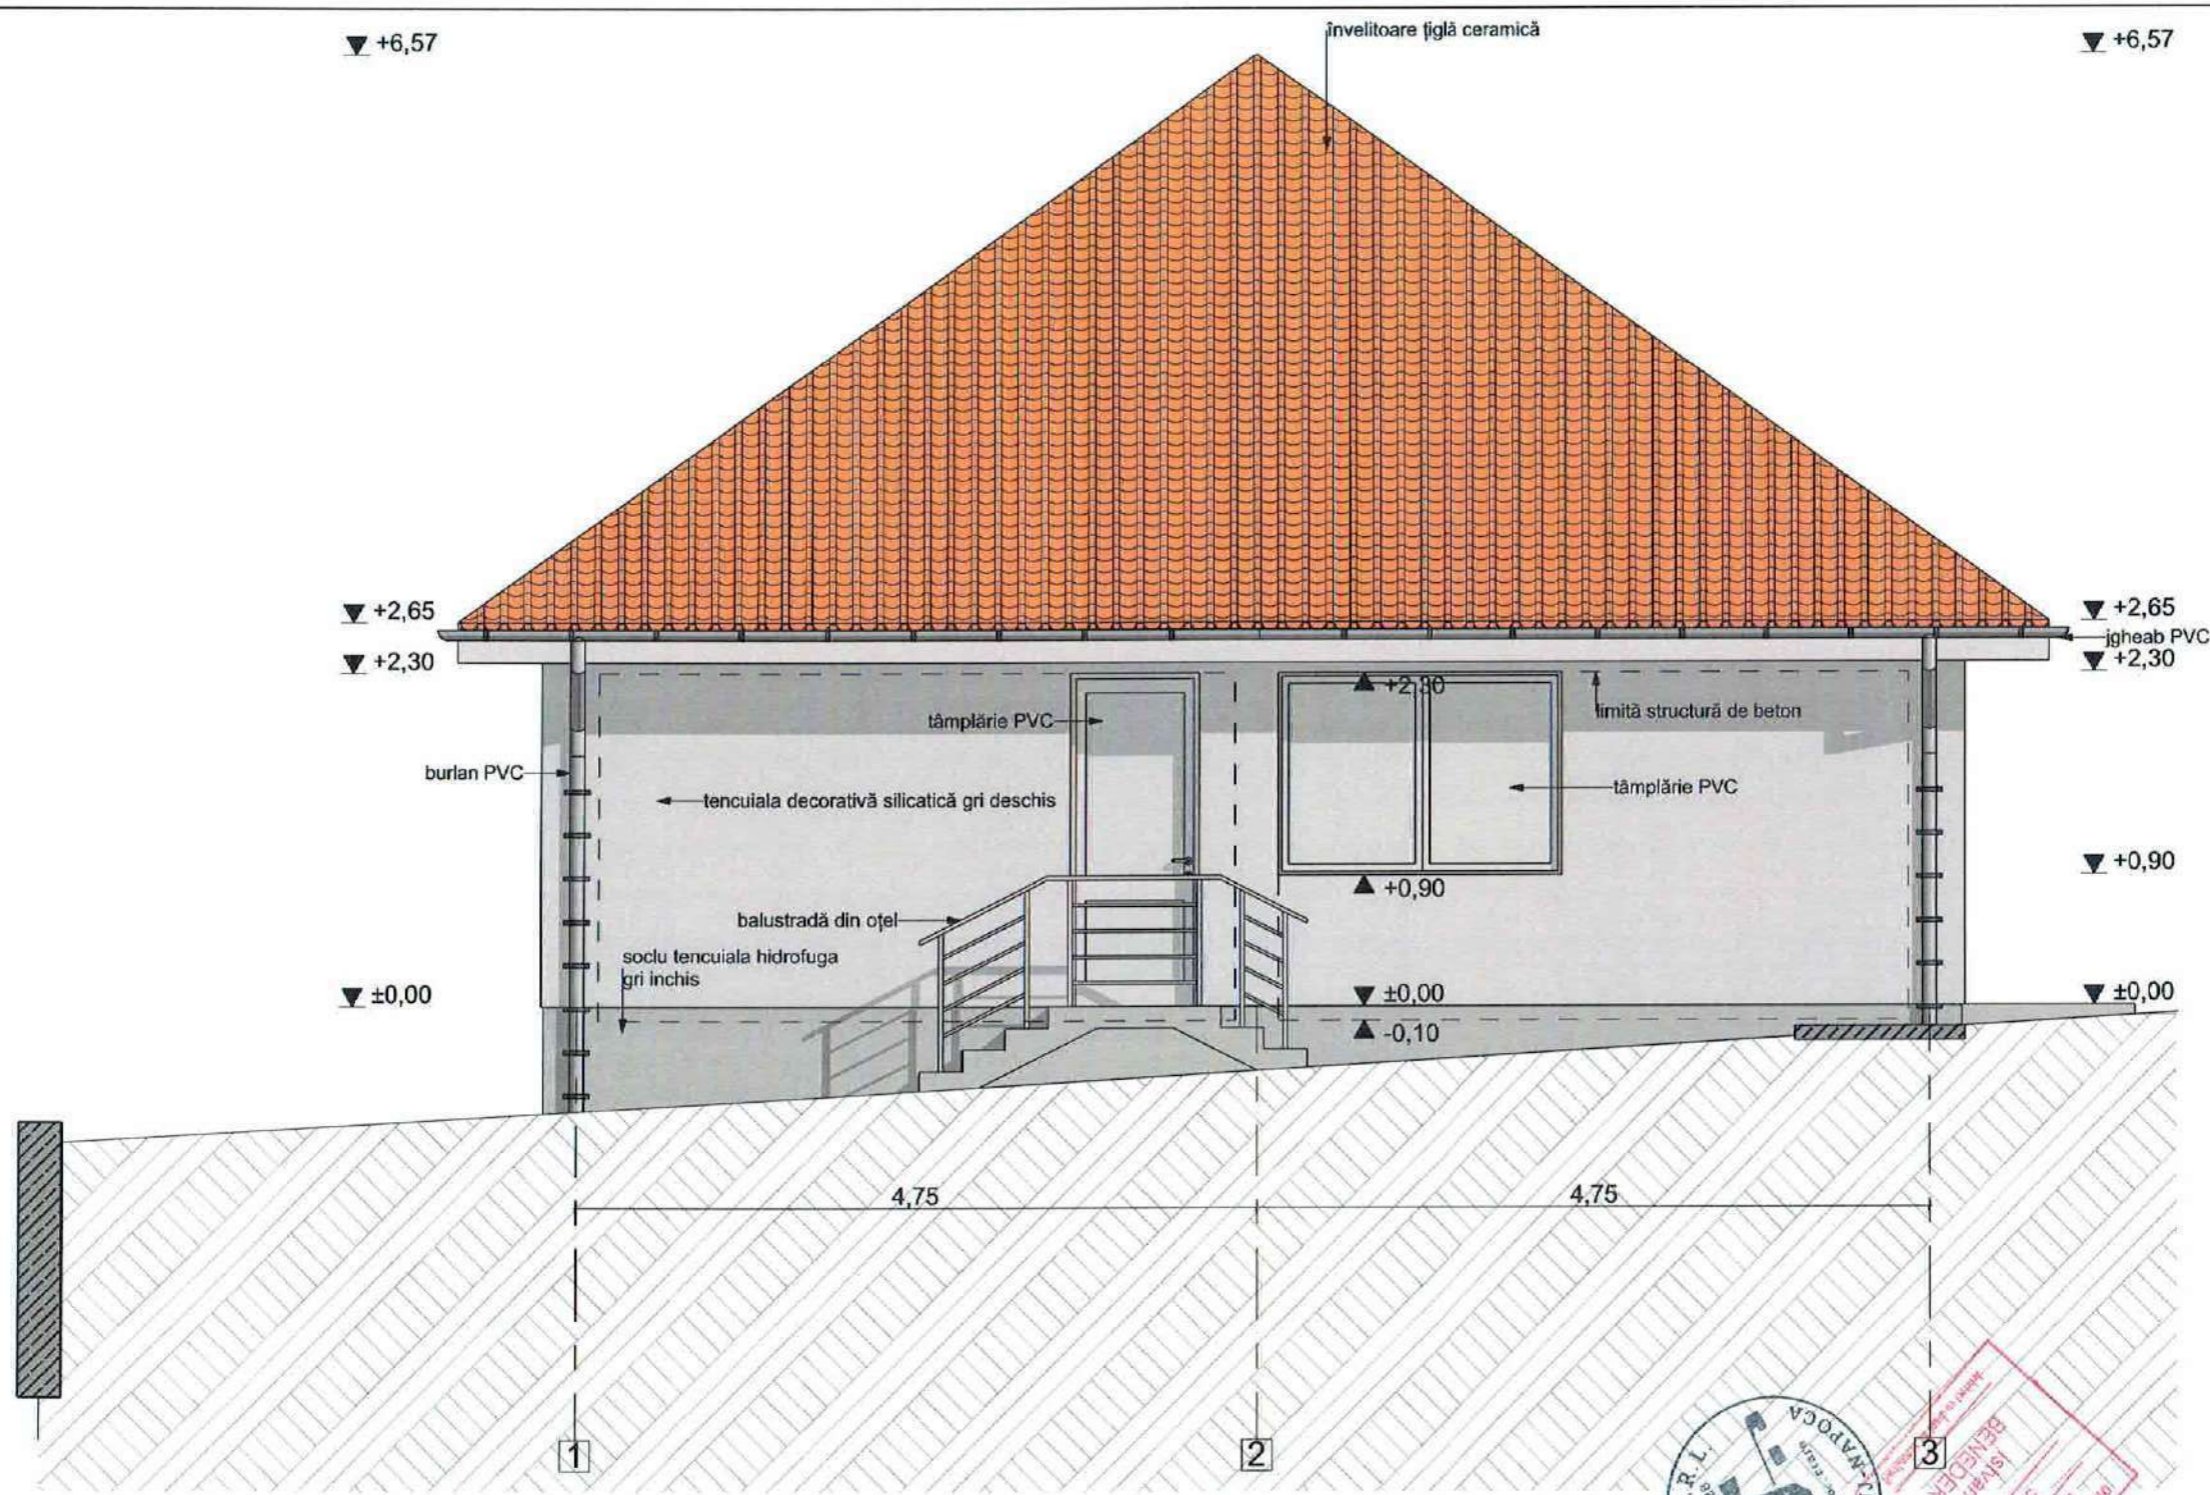 învelitoare țiglă ceramică
+6,57
+6,57
+2,65
+2,65
jgheab PVC
+2,30
+2,30
+2,30
limită structură de beton
tâmplărie PVC
burlan PVC
tâmplărie PVC
tencuiala decorativă silicatică gri deschis
+0,90
+0,90
balustradă din oțel
soclu tencuiala hidrofuga
gri inchis
±0,00
±0,00
±0,00
-0,10
4,75
4,75
1
2
3
R.L.
NAPOCA